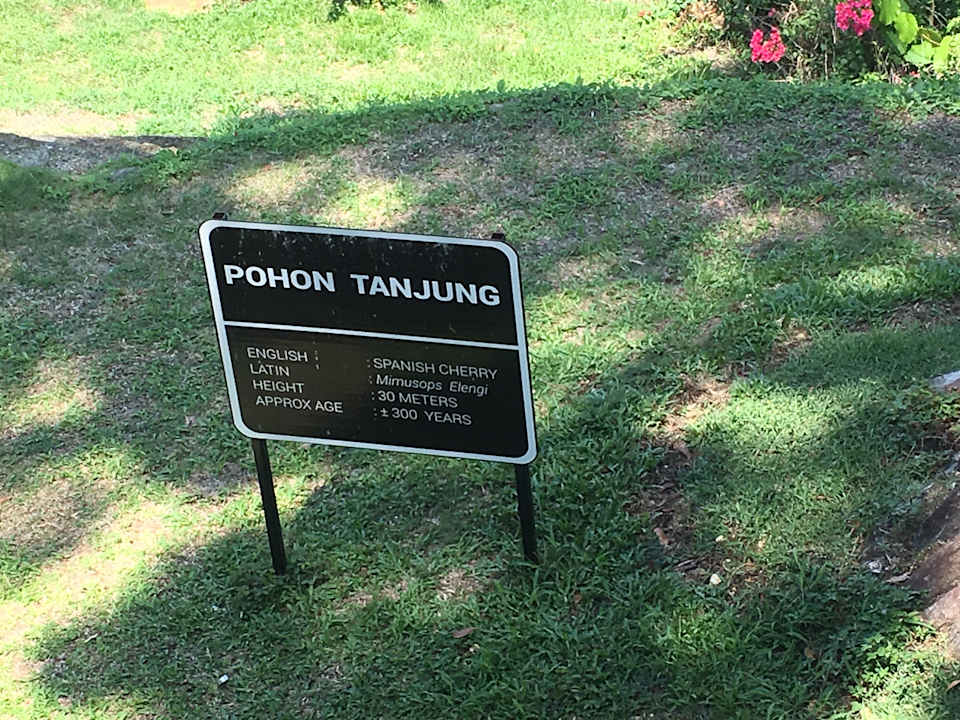 POHON TANJUNG
ENGLISH : : SPANISH CHERRY
LATIN : : Mimusops Elengi
HEIGHT : 30 METERS
APPROX AGE : ± 300 YEARS